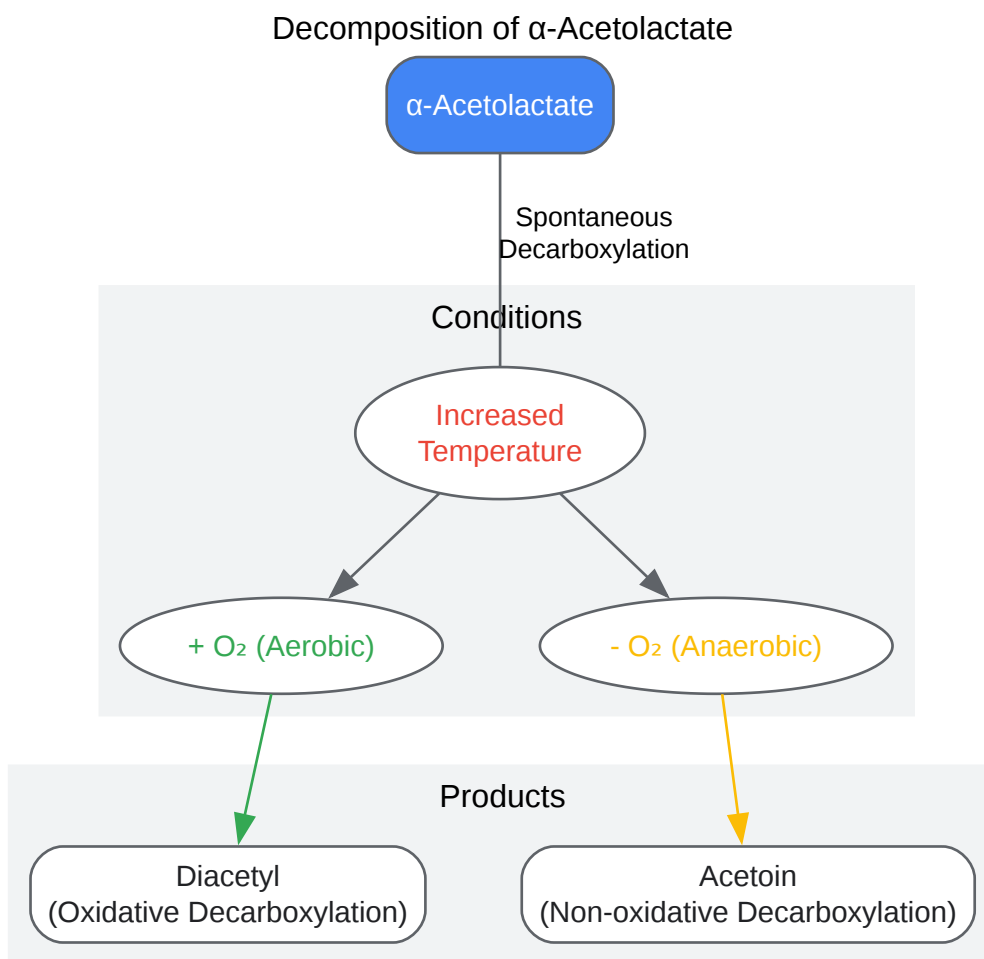 Decomposition of α-Acetolactate
α-Acetolactate
Spontaneous
Decarboxylation
Conditions
Increased
Temperature
+ O₂ (Aerobic)
- O₂ (Anaerobic)
Products
Diacetyl
(Oxidative Decarboxylation)
Acetoin
(Non-oxidative Decarboxylation)